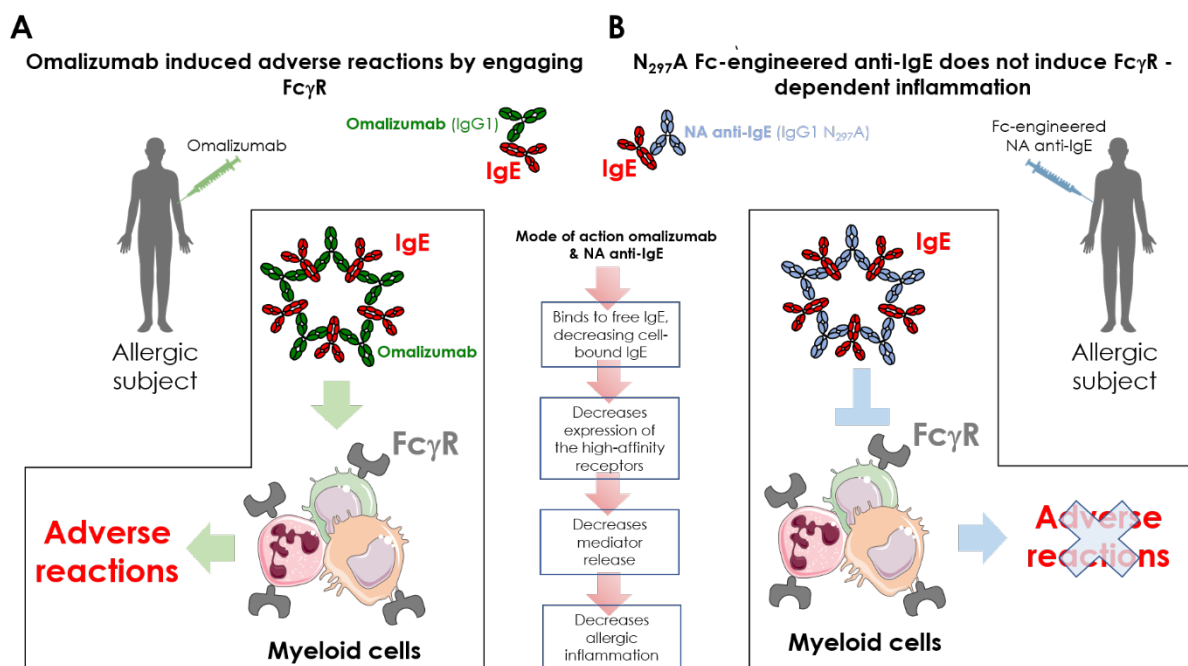 A
Omalizumab induced adverse reactions by engaging
FcγR
Omalizumab (IgG1)
IgE
Omalizumab
Allergic
subject
IgE
Omalizumab
FcγR
Adverse
reactions
Myeloid cells
Mode of action omalizumab
& NA anti-IgE
Binds to free IgE,
decreasing cell-
bound IgE
Decreases
expression of
the high-affinity
receptors
Decreases
mediator
release
Decreases
allergic
inflammation
B
N₂₉₇A Fc-engineered anti-IgE does not induce FcγR -
dependent inflammation
NA anti-IgE (IgG1 N₂₉₇A)
IgE
Fc-engineered
NA anti-IgE
Allergic
subject
IgE
FcγR
Adverse
reactions
Myeloid cells